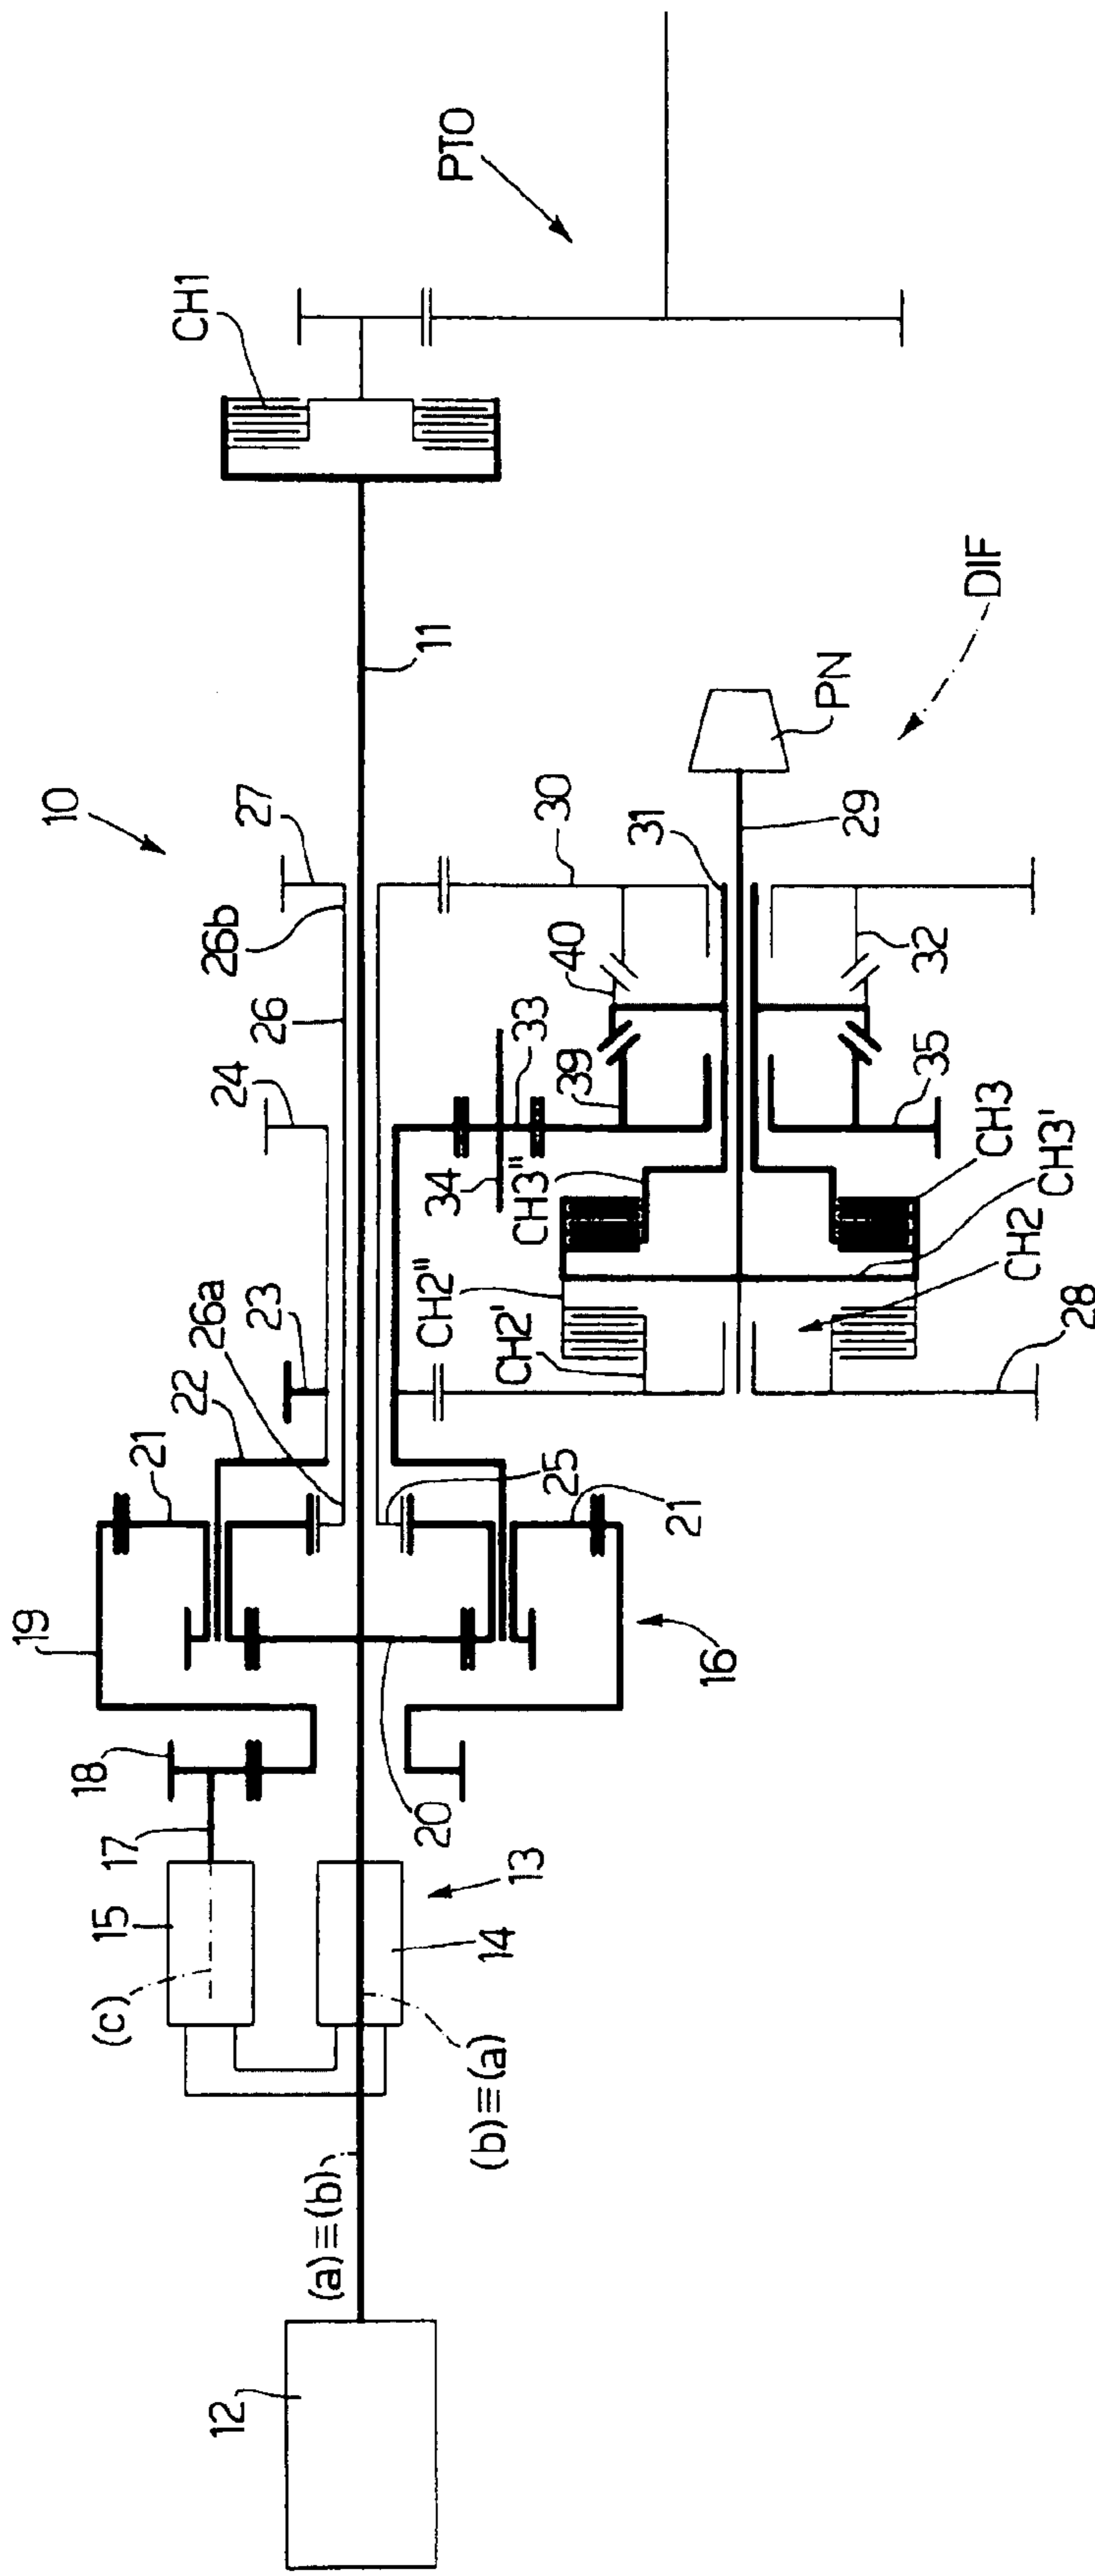 10
PTO
CH1
11
27
26b
26
24
26a
23
22
21
19
18
17
15
(c)
(a)≡(b)
12
(b)≡(a)
14
13
20
16
21
25
CH2'
CH2"
34
CH3"
33
39
40
30
31
29
PN
DIF
32
35
CH3
CH3'
CH2
28